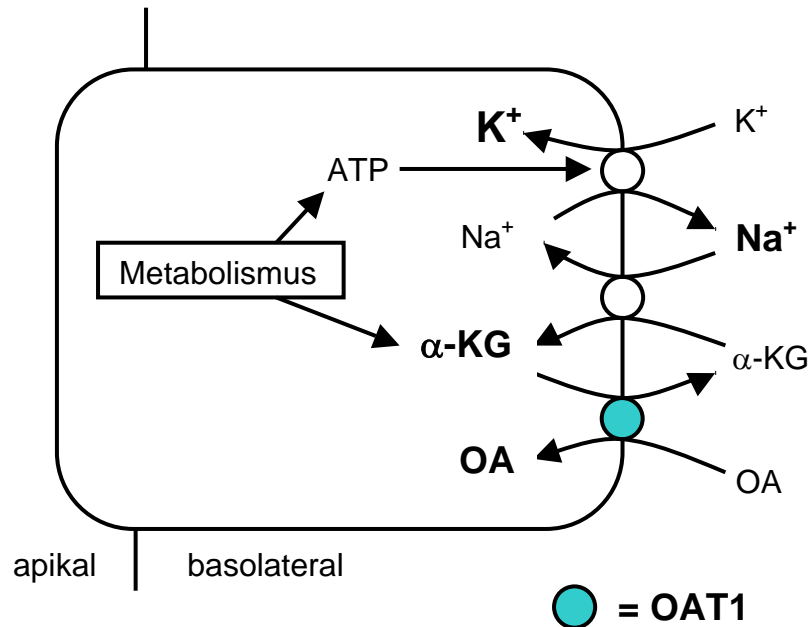 K⁺
K⁺
ATP
Na⁺
Na⁺
Metabolismus
α-KG
α-KG
OA
OA
apikal
basolateral
= OAT1